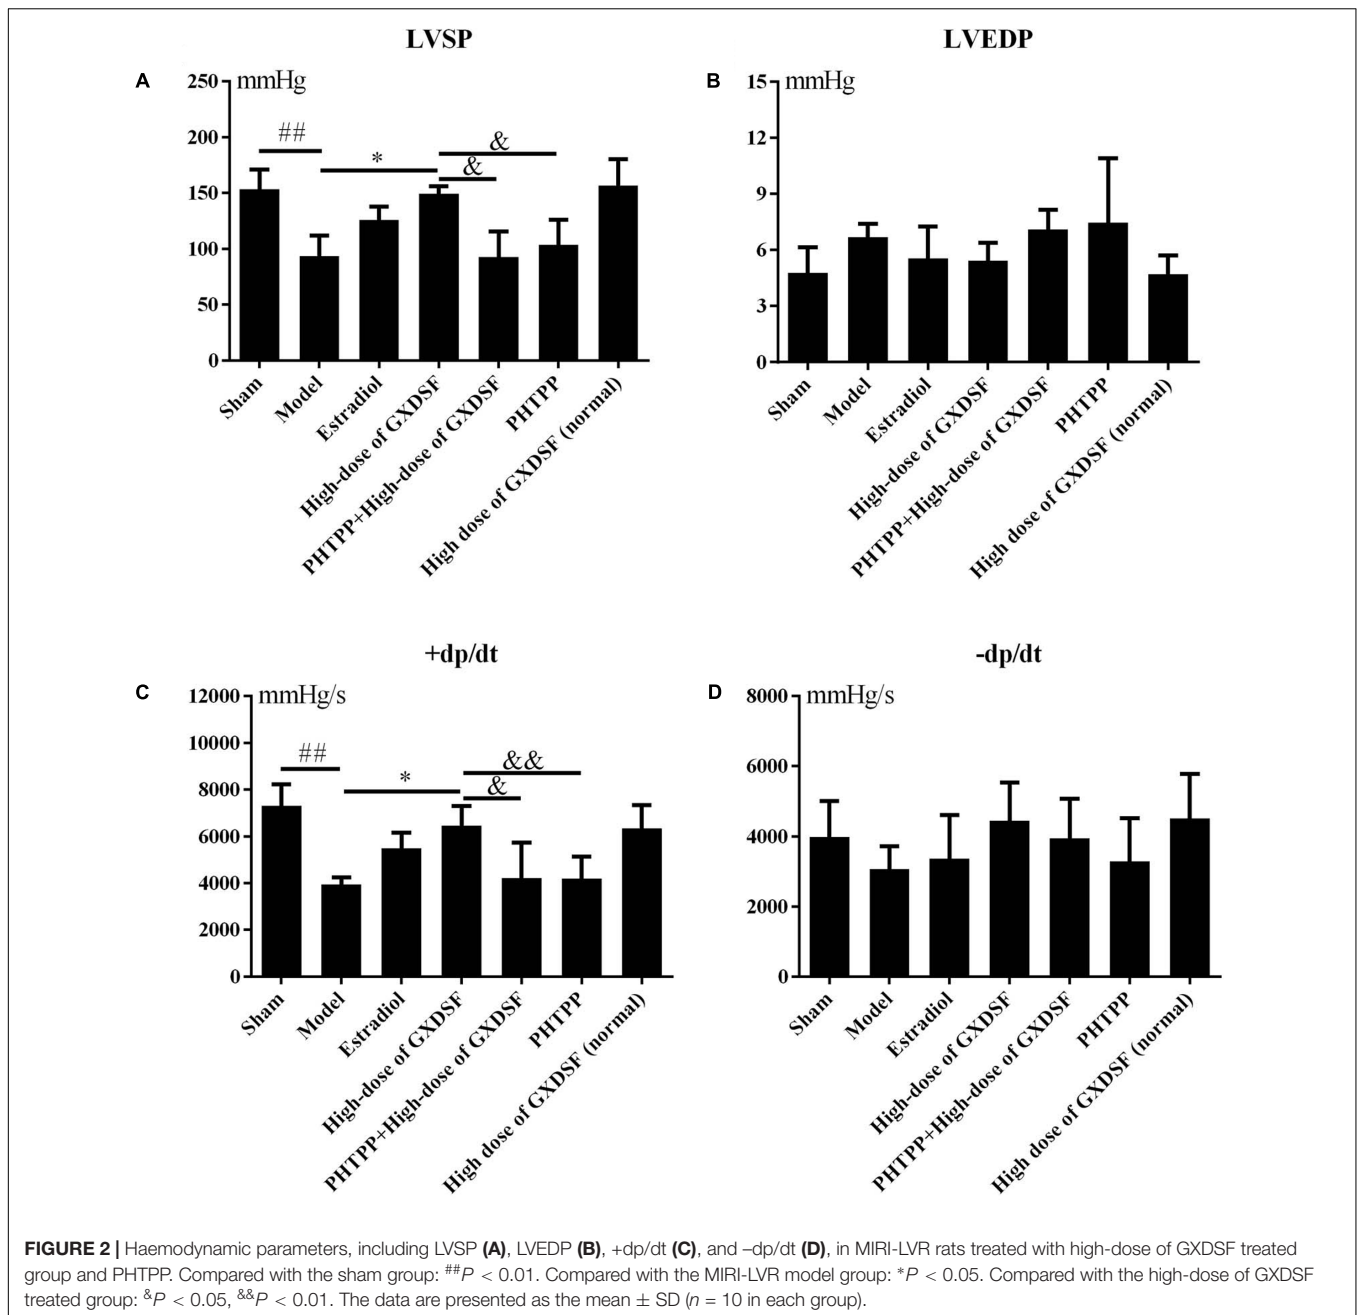 LVSP
A
mmHg
250
200
150
100
50
0
##
*
&
&
Sham
Model
Estradiol
High-dose of GXDSF
PHTPP+High-dose of GXDSF
PHTPP
High dose of GXDSF (normal)
LVEDP
B
mmHg
15
12
9
6
3
0
Sham
Model
Estradiol
High-dose of GXDSF
PHTPP+High-dose of GXDSF
PHTPP
High dose of GXDSF (normal)
+dp/dt
C
mmHg/s
12000
10000
8000
6000
4000
2000
0
##
*
&&
&
Sham
Model
Estradiol
High-dose of GXDSF
PHTPP+High-dose of GXDSF
PHTPP
High dose of GXDSF (normal)
-dp/dt
D
mmHg/s
8000
6000
4000
2000
0
Sham
Model
Estradiol
High-dose of GXDSF
PHTPP+High-dose of GXDSF
PHTPP
High dose of GXDSF (normal)
FIGURE 2 | Haemodynamic parameters, including LVSP (A), LVEDP (B), +dp/dt (C), and –dp/dt (D), in MIRI-LVR rats treated with high-dose of GXDSF treated
group and PHTPP. Compared with the sham group: ##P < 0.01. Compared with the MIRI-LVR model group: *P < 0.05. Compared with the high-dose of GXDSF
treated group: &P < 0.05, &&P < 0.01. The data are presented as the mean ± SD (n = 10 in each group).